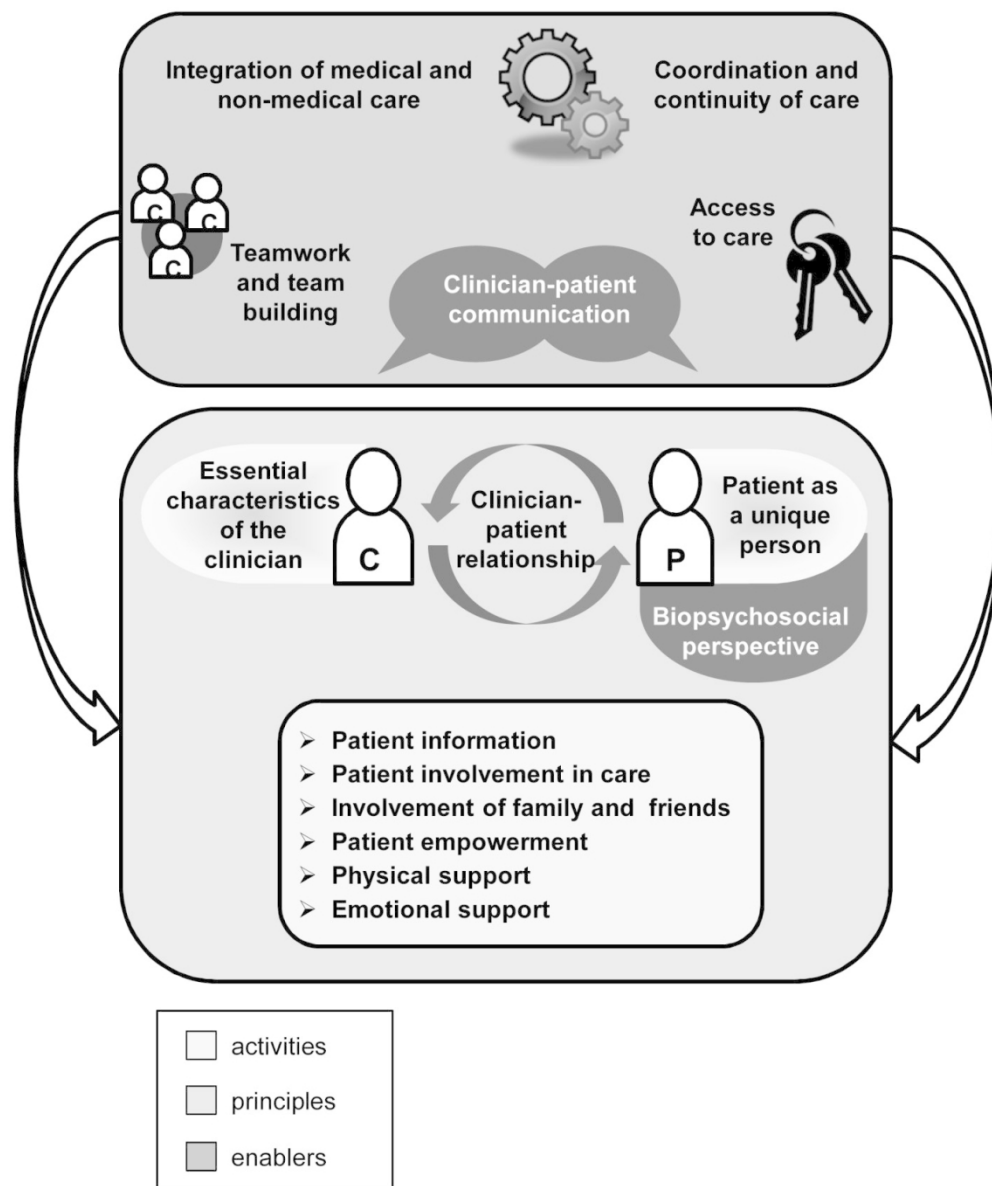 Integration of medical and
non-medical care
Coordination and
continuity of care
C
C
C
Teamwork
and team
building
Access
to care
Clinician-patient
communication
Essential
characteristics
of the
clinician
C
Clinician-
patient
relationship
P
Patient as
a unique
person
Biopsychosocial
perspective
➢ Patient information
➢ Patient involvement in care
➢ Involvement of family and  friends
➢ Patient empowerment
➢ Physical support
➢ Emotional support
activities
principles
enablers